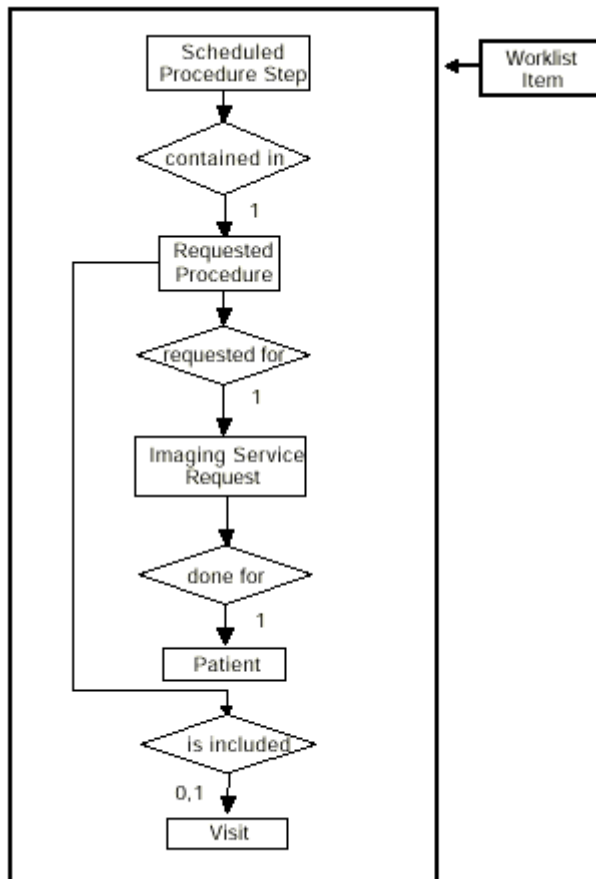 Scheduled
Procedure Step
Worklist
Item
contained in
1
Requested
Procedure
requested for
1
Imaging Service
Request
done for
1
Patient
is included
0,1
Visit